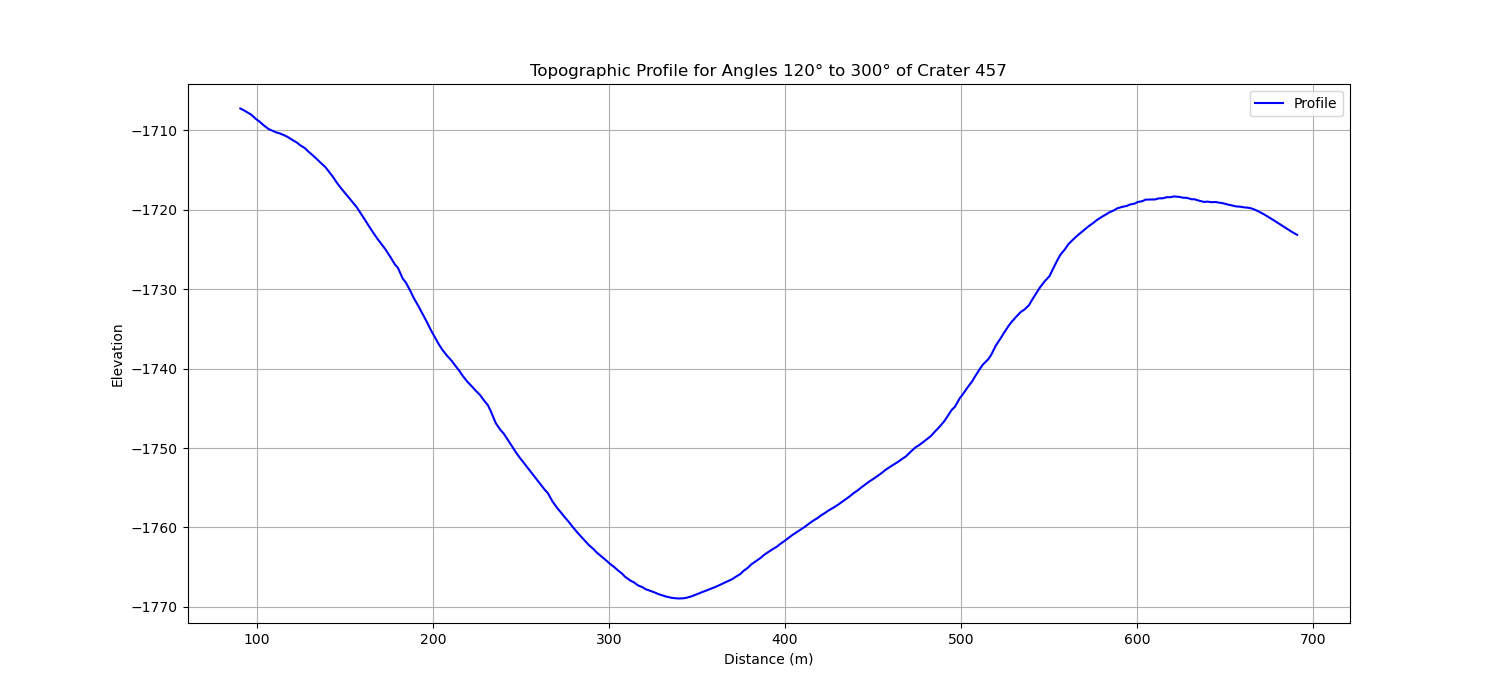 Topographic Profile for Angles 120° to 300° of Crater 457
Profile
−1710
−1720
−1730
−1740
−1750
−1760
−1770
Elevation
100 200 300 400 500 600 700
Distance (m)